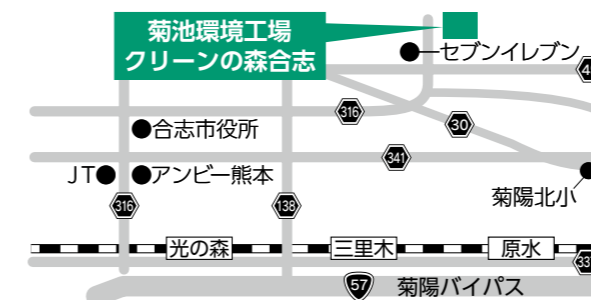 菊池環境工場
クリーンの森合志
セブンイレブン
316
合志市役所
30
341
JT
アンビー熊本
菊陽北小
316
138
光の森
三里木
原水
57
菊陽バイパス